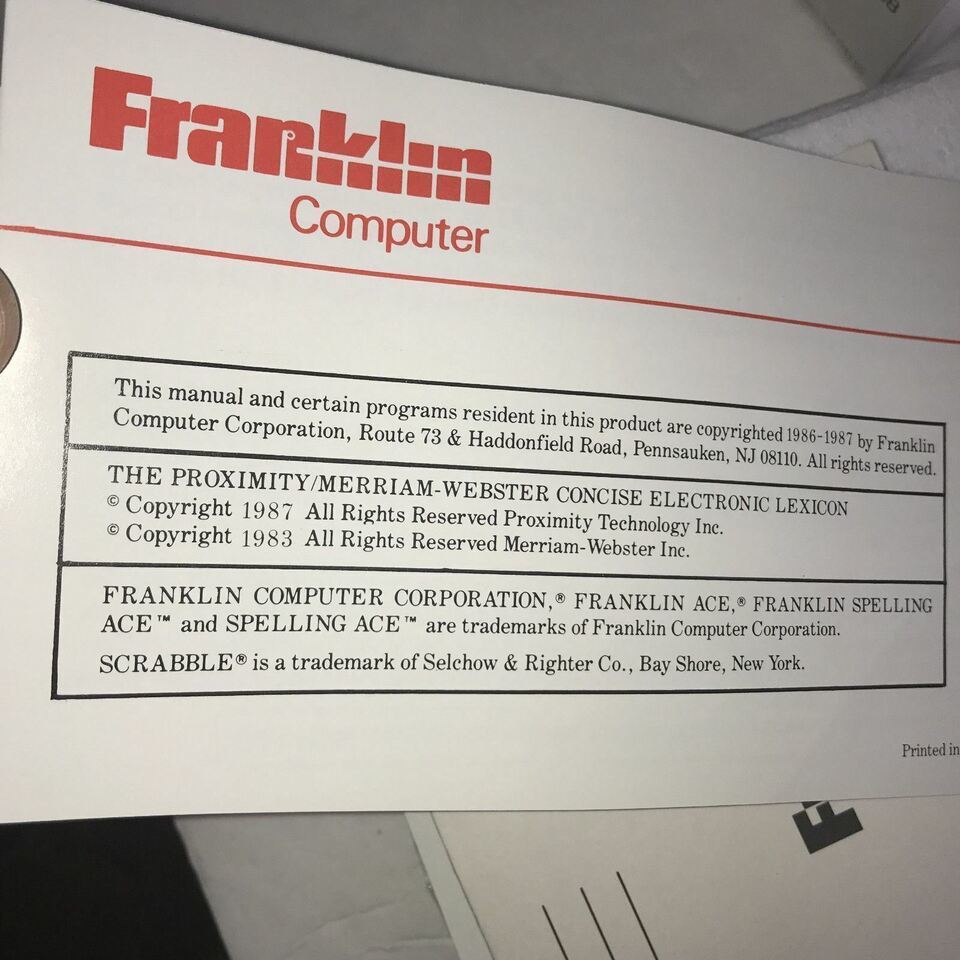 Franklin
Computer
This manual and certain programs resident in this product are copyrighted 1986-1987 by Franklin
Computer Corporation, Route 73 & Haddonfield Road, Pennsauken, NJ 08110. All rights reserved.
THE PROXIMITY/MERRIAM-WEBSTER CONCISE ELECTRONIC LEXICON
© Copyright 1987 All Rights Reserved Proximity Technology Inc.
© Copyright 1983 All Rights Reserved Merriam-Webster Inc.
FRANKLIN COMPUTER CORPORATION,® FRANKLIN ACE,® FRANKLIN SPELLING
ACE™ and SPELLING ACE™ are trademarks of Franklin Computer Corporation.
SCRABBLE® is a trademark of Selchow & Righter Co., Bay Shore, New York.
Printed in